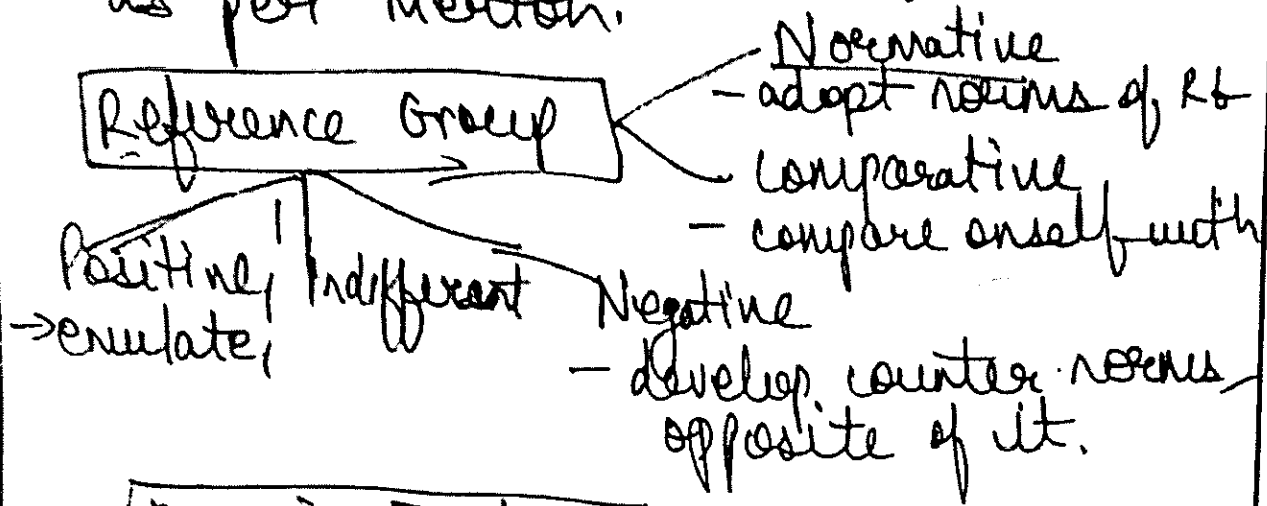 as per Merton.
Normative
Reference Group
- adopt norms of RG
Comparative
- compare onself with
Positive, Indifferent Negative
→ emulate,
- develop counter norms
opposite of it.